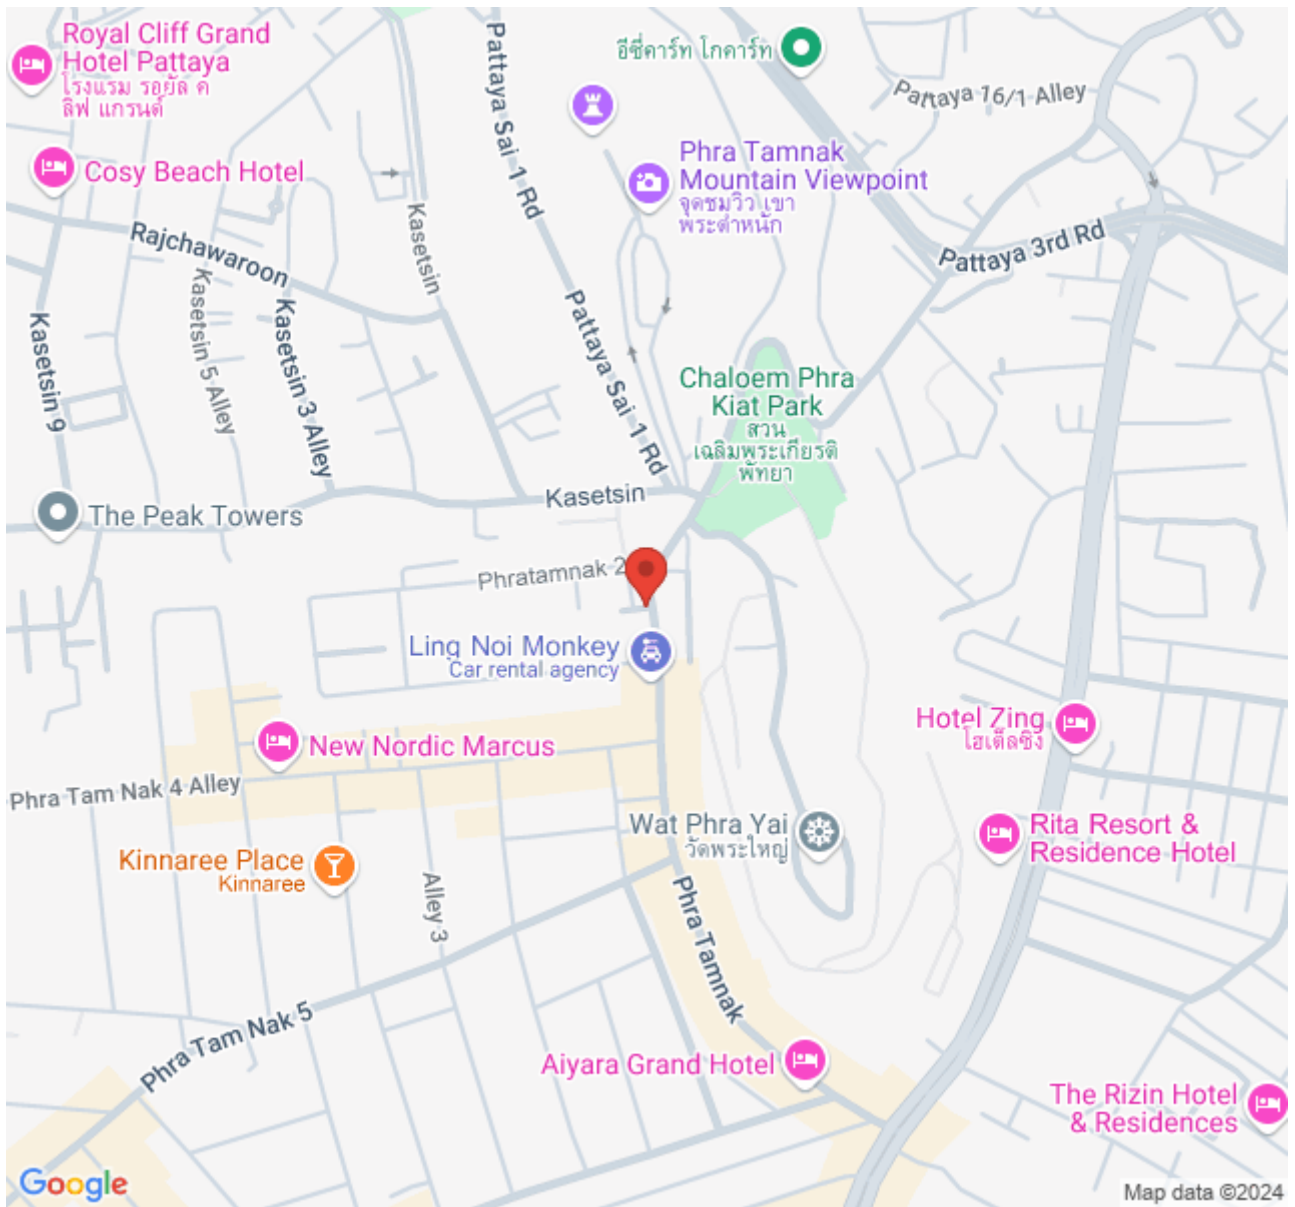 Royal Cliff Grand
Hotel Pattaya
โรงแรม รอยัล ค
ลิฟ แกรนด์
Cosy Beach Hotel
Rajchawaroon
Kasetsin
Kasetsin 5 Alley
Kasetsin 3 Alley
Kasetsin 9
Pattaya Sai 1 Rd
Pattaya Sai 1 Rd
อีซี่คาร์ท โกคาร์ท
Pattaya 16/1 Alley
Phra Tamnak
Mountain Viewpoint
จุดชมวิว เขา
พระตำหนัก
Pattaya 3rd Rd
Chaloem Phra
Kiat Park
สวน
เฉลิมพระเกียรติ
พัทยา
Kasetsin
The Peak Towers
Phratamnak 2
Ling Noi Monkey
Car rental agency
New Nordic Marcus
Hotel Zing
โฮเต็ลซิง
Phra Tam Nak 4 Alley
Wat Phra Yai
วัดพระใหญ่
Rita Resort &
Residence Hotel
Kinnaree Place
Kinnaree
Alley 3
Phra Tamnak
Phra Tam Nak 5
Aiyara Grand Hotel
The Rizin Hotel
& Residences
Google
Map data ©2024